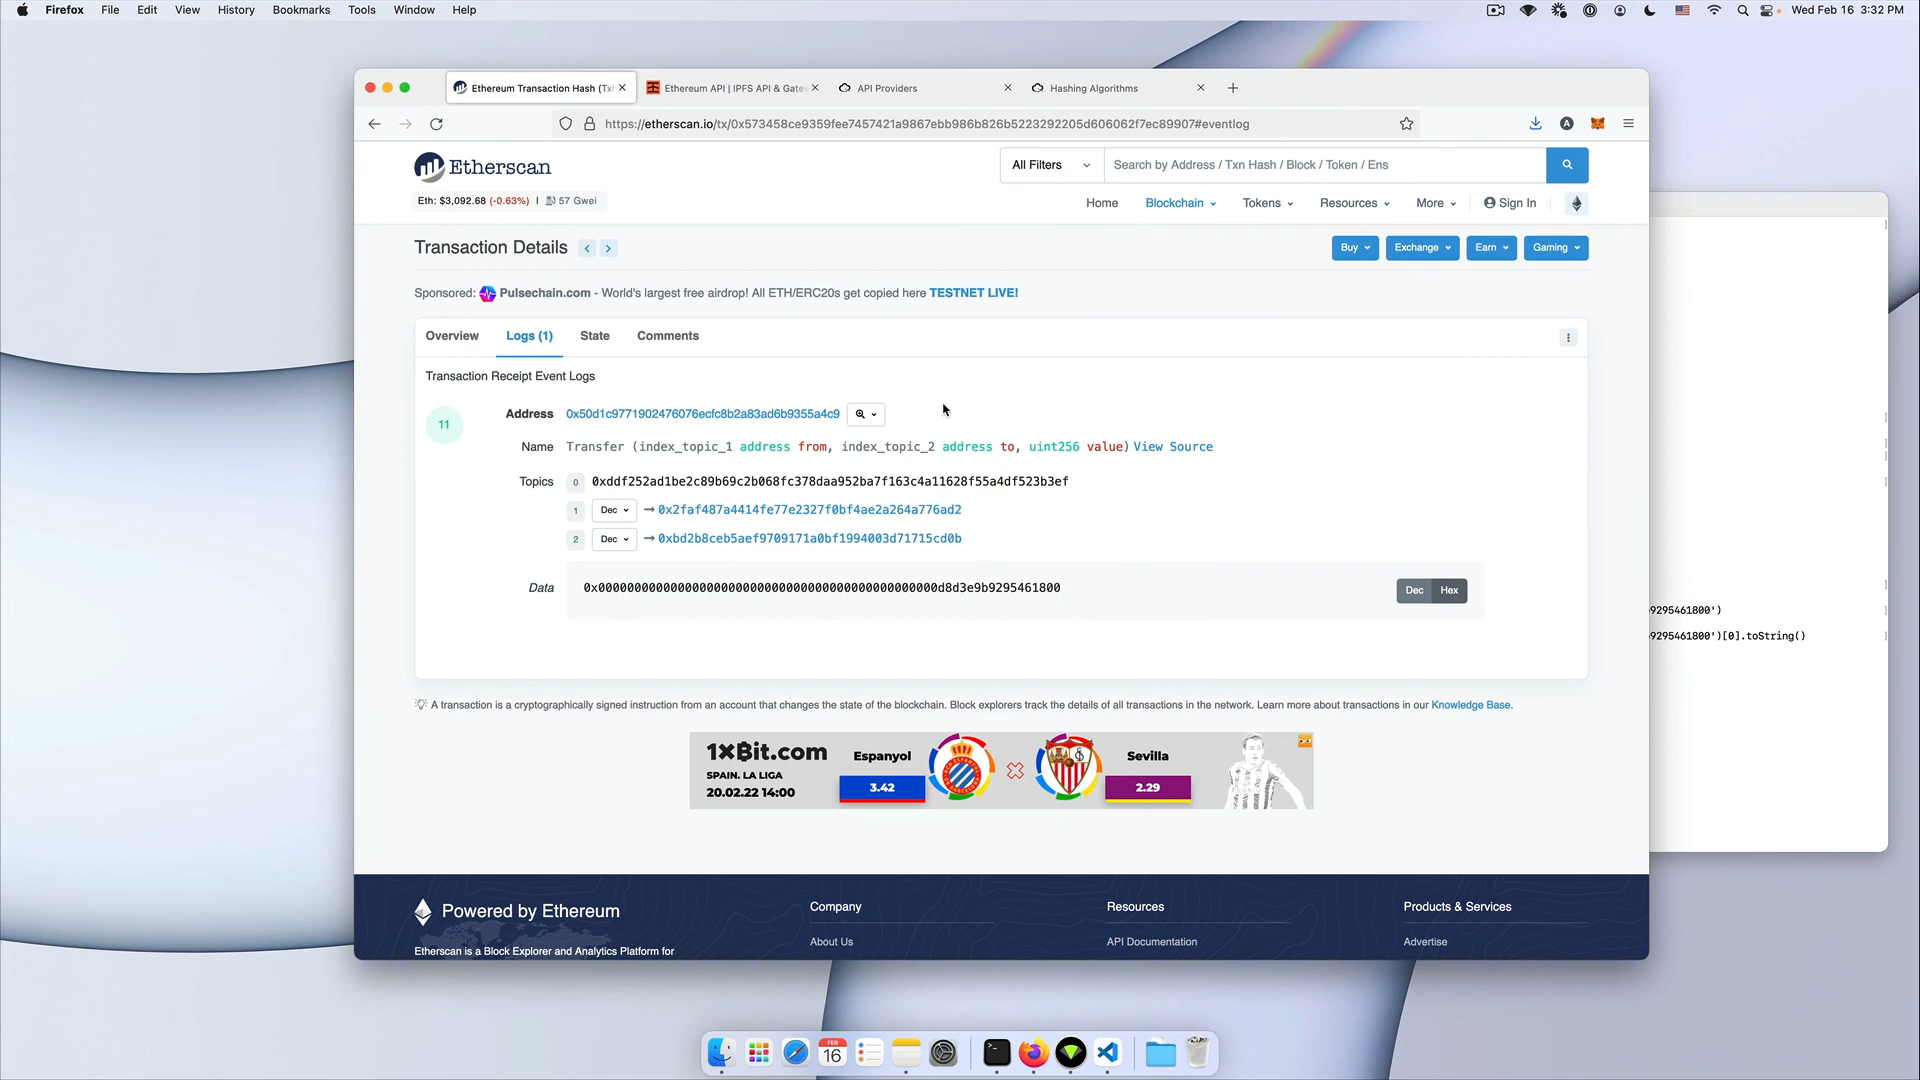 Firefox File Edit View History Bookmarks Tools Window Help
Wed Feb 16 3:32 PM
Ethereum Transaction Hash (Tx
Ethereum API | IPFS API & Gate
API Providers
Hashing Algorithms
https://etherscan.io/tx/0x573458ce9359fee7457421a9867ebb986b826b5223292205d606062f7ec89907#eventlog
A
Etherscan
All Filters
Search by Address / Txn Hash / Block / Token / Ens
Eth: $3,092.68 (-0.63%) | 57 Gwei
Home Blockchain Tokens Resources More Sign In
Transaction Details
Buy Exchange Earn Gaming
Sponsored: Pulsechain.com - World's largest free airdrop! All ETH/ERC20s get copied here TESTNET LIVE!
Overview Logs (1) State Comments
Transaction Receipt Event Logs
11
Address 0x50d1c9771902476076ecfc8b2a83ad6b9355a4c9
Name Transfer (index_topic_1 address from, index_topic_2 address to, uint256 value) View Source
Topics 0 0xddf252ad1be2c89b69c2b068fc378daa952ba7f163c4a11628f55a4df523b3ef
1 Dec 0x2faf487a4414fe77e2327f0bf4ae2a264a776ad2
2 Dec 0xbd2b8ceb5aef9709171a0bf1994003d71715cd0b
Data 0x00000000000000000000000000000000000000000000000d8d3e9b9295461800
Dec Hex
9295461800')
9295461800')[0].toString()
A transaction is a cryptographically signed instruction from an account that changes the state of the blockchain. Block explorers track the details of all transactions in the network. Learn more about transactions in our Knowledge Base.
1XBit.com
SPAIN. LA LIGA
20.02.22 14:00
Espanyol
3.42
Sevilla
2.29
Powered by Ethereum
Etherscan is a Block Explorer and Analytics Platform for
Company
About Us
Resources
API Documentation
Products & Services
Advertise
FEB
16